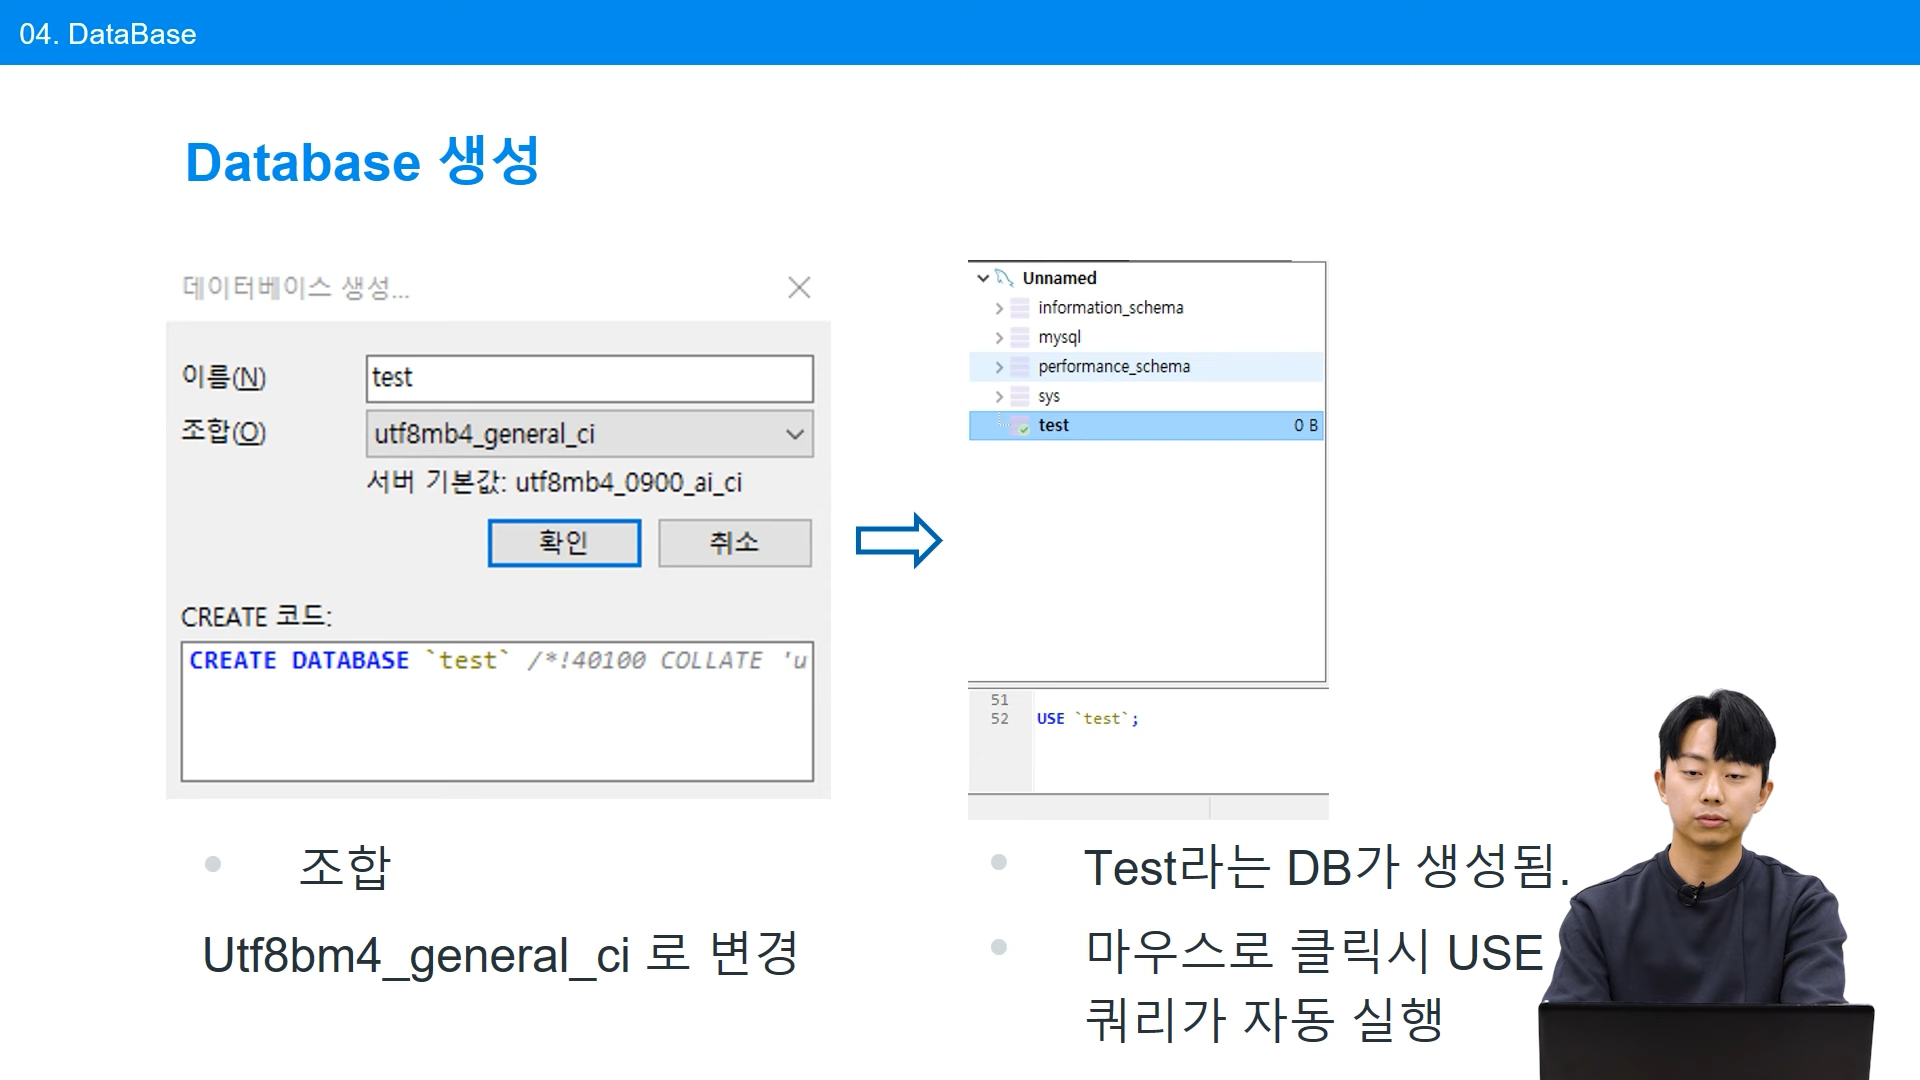 04. DataBase
Database 생성
데이터베이스 생성...
이름(N)
test
조합(O)
utf8mb4_general_ci
서버 기본값: utf8mb4_0900_ai_ci
확인
취소
CREATE 코드:
CREATE DATABASE `test` /*!40100 COLLATE 'u
Unnamed
information_schema
mysql
performance_schema
sys
test 0 B
51
52 USE `test`;
조합
Utf8bm4_general_ci 로 변경
Test라는 DB가 생성됨.
마우스로 클릭시 USE
쿼리가 자동 실행